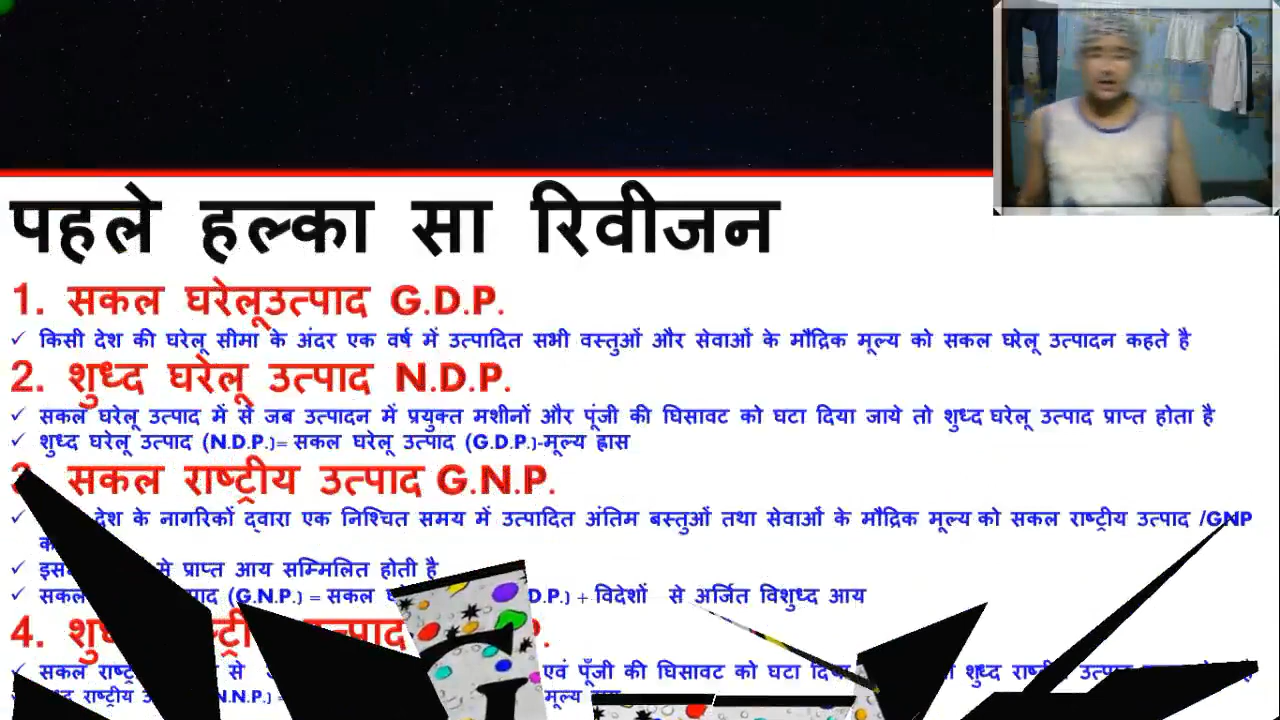 पहले हल्का सा रिवीजन
1. सकल घरेलूउत्पाद G.D.P.
✓ किसी देश की घरेलू सीमा के अंदर एक वर्ष में उत्पादित सभी वस्तुओं और सेवाओं के मौद्रिक मूल्य को सकल घरेलू उत्पादन कहते है
2. शुध्द घरेलू उत्पाद N.D.P.
✓ सकल घरेलू उत्पाद में से जब उत्पादन में प्रयुक्त मशीनों और पूंजी की घिसावट को घटा दिया जाये तो शुध्द घरेलू उत्पाद प्राप्त होता है
✓ शुध्द घरेलू उत्पाद (N.D.P.)= सकल घरेलू उत्पाद (G.D.P.)-मूल्य ह्रास
3. सकल राष्ट्रीय उत्पाद G.N.P.
✓ देश के नागरिकों द्वारा एक निश्चित समय में उत्पादित अंतिम बस्तुओं तथा सेवाओं के मौद्रिक मूल्य को सकल राष्ट्रीय उत्पाद /GNP
✓ से प्राप्त आय सम्मिलित होती है
✓ सकल (G.N.P.) = सकल + विदेशों से अर्जित विशुध्द आय
4.
✓ सकल से एवं पूँजी की घिसावट को घटा शुध्द
राष्ट्रीय = मूल्य